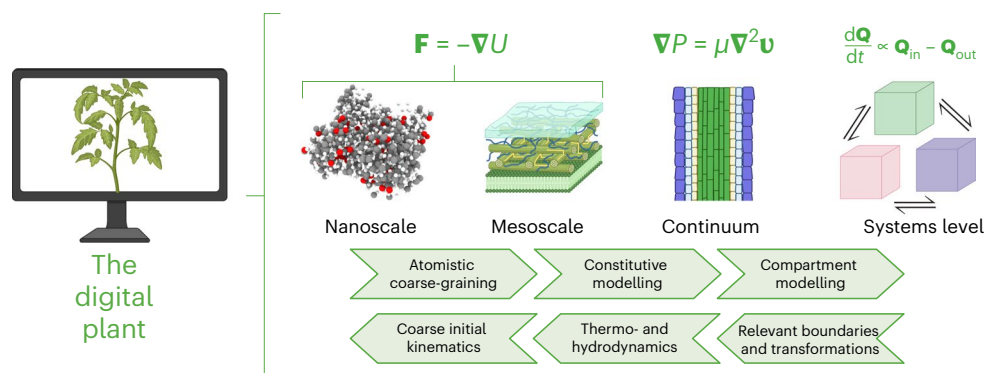 The
digital
plant
F = −∇U
∇P = μ∇²υ
dQ/dt ∝ Q_in − Q_out
Nanoscale
Mesoscale
Continuum
Systems level
Atomistic
coarse-graining
Constitutive
modelling
Compartment
modelling
Coarse initial
kinematics
Thermo- and
hydrodynamics
Relevant boundaries
and transformations